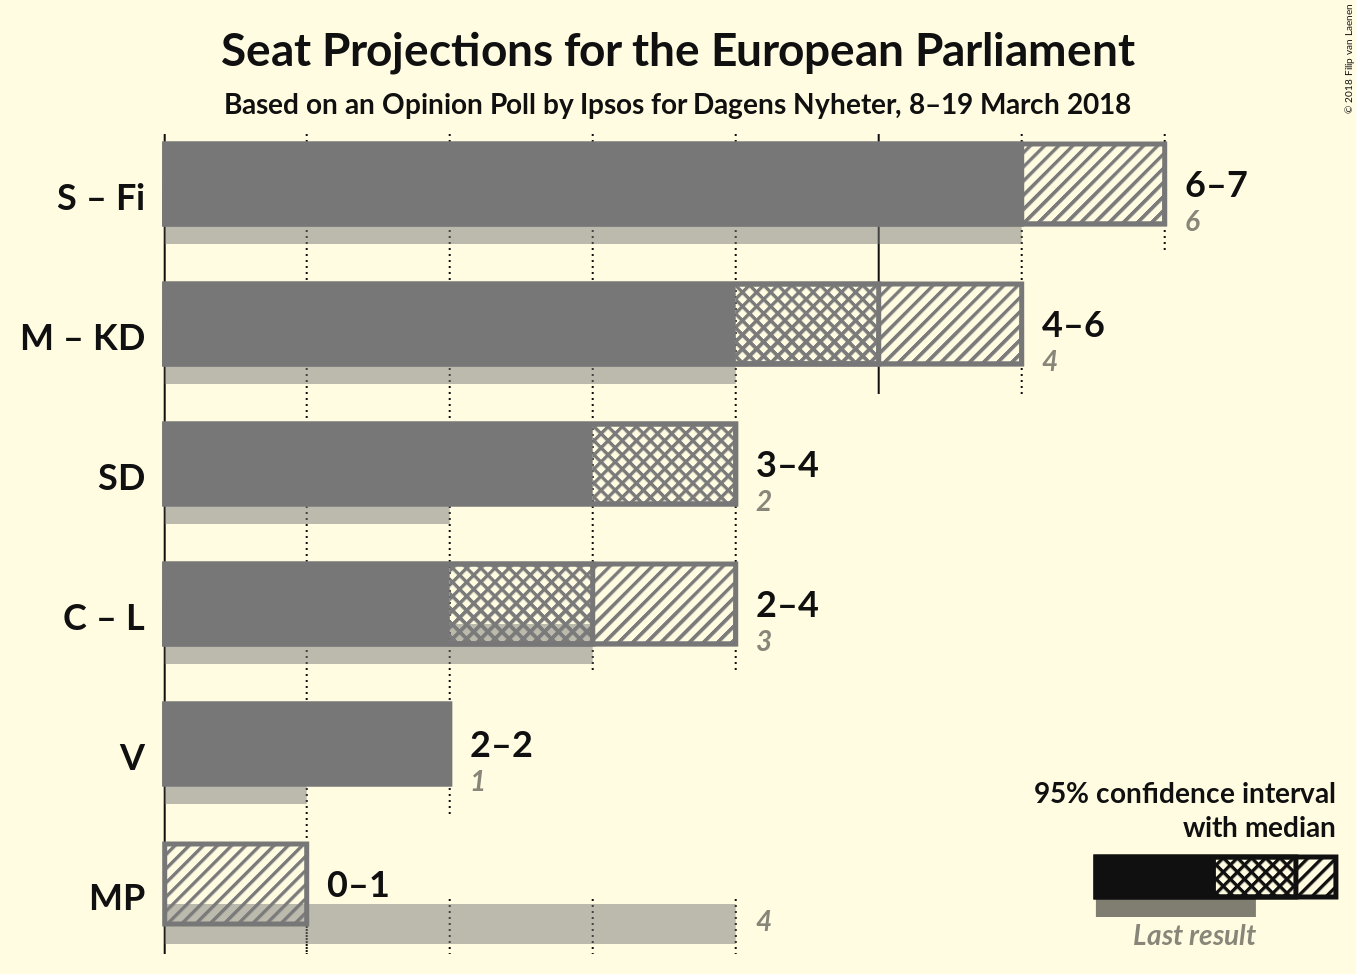 Seat Projections for the European Parliament
Based on an Opinion Poll by Ipsos for Dagens Nyheter, 8–19 March 2018
© 2018 Filip van Laenen
S – Fi
6–7
6
M – KD
4–6
4
SD
3–4
2
C – L
2–4
3
V
2–2
1
MP
0–1
4
95% confidence interval
with median
Last result